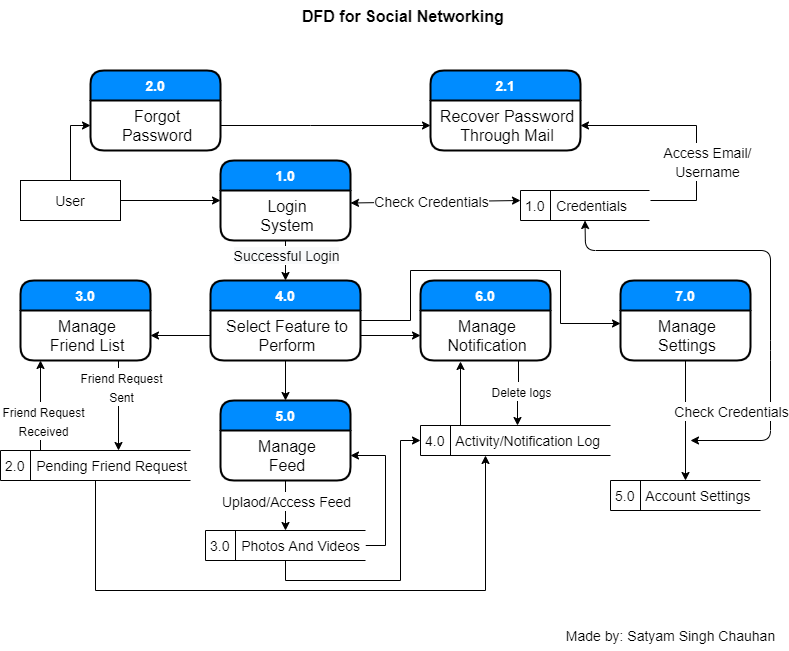 DFD for Social Networking
2.0
Forgot
Password
2.1
Recover Password
Through Mail
Access Email/
Username
User
1.0
Login
System
Check Credentials
1.0 Credentials
Successful Login
3.0
Manage
Friend List
4.0
Select Feature to
Perform
6.0
Manage
Notification
7.0
Manage
Settings
Friend Request
Sent
Friend Request
Received
Delete logs
5.0
Manage
Feed
Check Credentials
2.0 Pending Friend Request
4.0 Activity/Notification Log
Uplaod/Access Feed
5.0 Account Settings
3.0 Photos And Videos
Made by: Satyam Singh Chauhan